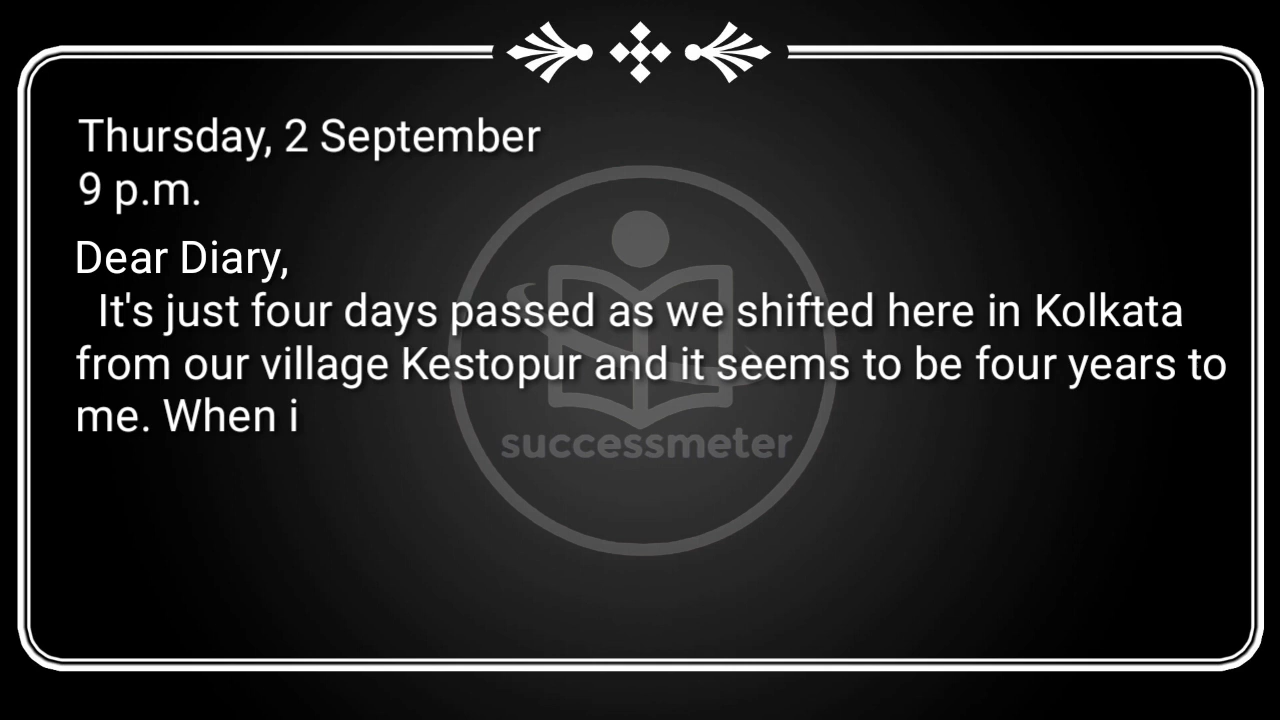 Thursday, 2 September
9 p.m.
Dear Diary,
It's just four days passed as we shifted here in Kolkata
from our village Kestopur and it seems to be four years to
me. When i
successmeter